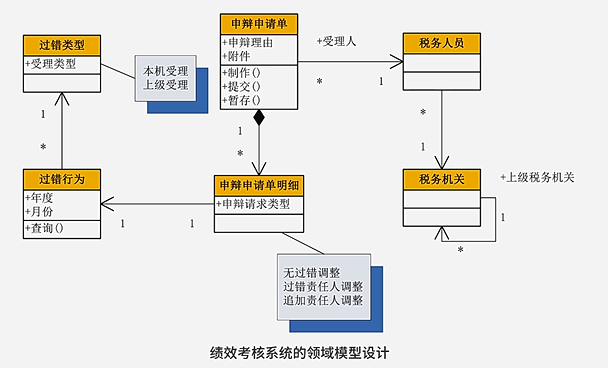 过错类型
+受理类型
本机受理
上级受理
申辩申请单
+申辩理由
+附件
+制作()
+提交()
+暂存()
+受理人
*
1
税务人员
1
*
1
*
*
1
过错行为
+年度
+月份
+查询()
1
1
申辩申请单明细
+申辩请求类型
税务机关
+上级税务机关
1
*
无过错调整
过错责任人调整
追加责任人调整
绩效考核系统的领域模型设计